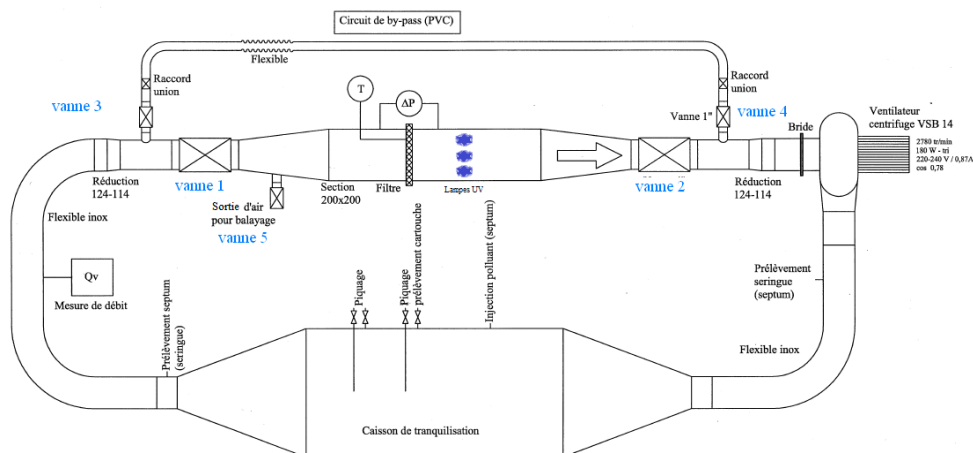 Circuit de by-pass (PVC)
Flexible
Raccord
union
vanne 3
T
ΔP
Raccord
union
Vanne 1"
vanne 4
Bride
Ventilateur
centrifuge VSB 14
2780 tr/min
180 W - tri
220-240 V / 0,87A
cos 0,78
Réduction
124-114
vanne 1
Sortie d'air
pour balayage
vanne 5
Section
200x200
Filtre
Lampes UV
vanne 2
Réduction
124-114
Flexible inox
Qv
Mesure de débit
Prélèvement septum
(seringue)
Piquage
Piquage
prélèvement cartouche
Injection polluant (septum)
Prélèvement
seringue
(septum)
Flexible inox
Caisson de tranquilisation